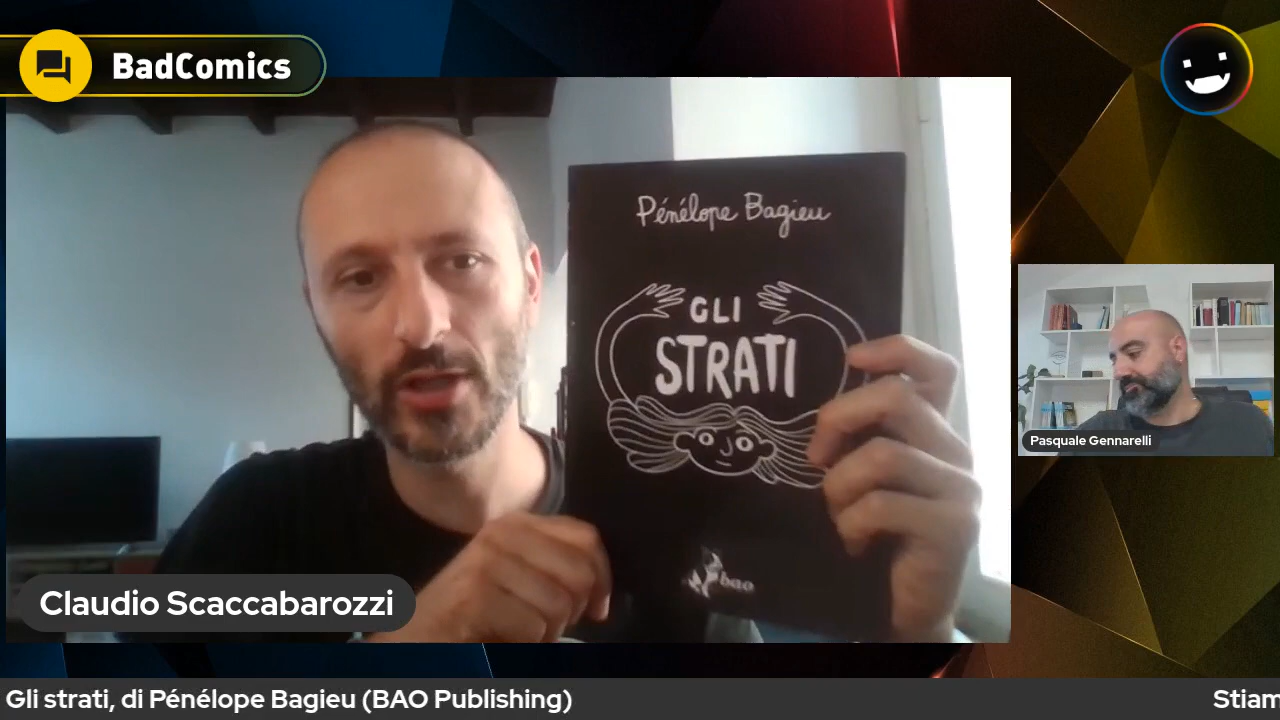 BadComics
Pénélope Bagieu
GLI
STRATI
bao
Pasquale Gennarelli
Claudio Scaccabarozzi
Gli strati, di Pénélope Bagieu (BAO Publishing)
Stiam